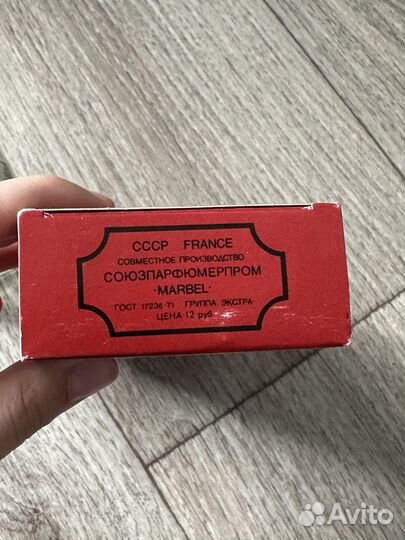 СССР FRANCE
СОВМЕСТНОЕ ПРОИЗВОДСТВО
СОЮЗПАРФЮМЕРПРОМ
·MARBEL·
ГОСТ 17236-71 ГРУППА ЭКСТРА
ЦЕНА 12 руб.
Avito